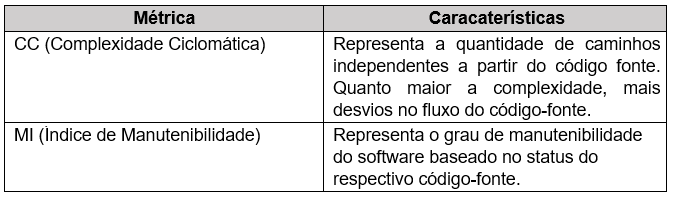 Métrica
Caracaterísticas
CC (Complexidade Ciclomática)
Representa a quantidade de caminhos
independentes a partir do código fonte.
Quanto maior a complexidade, mais
desvios no fluxo do código-fonte.
MI (Índice de Manutenibilidade)
Representa o grau de manutenibilidade
do software baseado no status do
respectivo código-fonte.